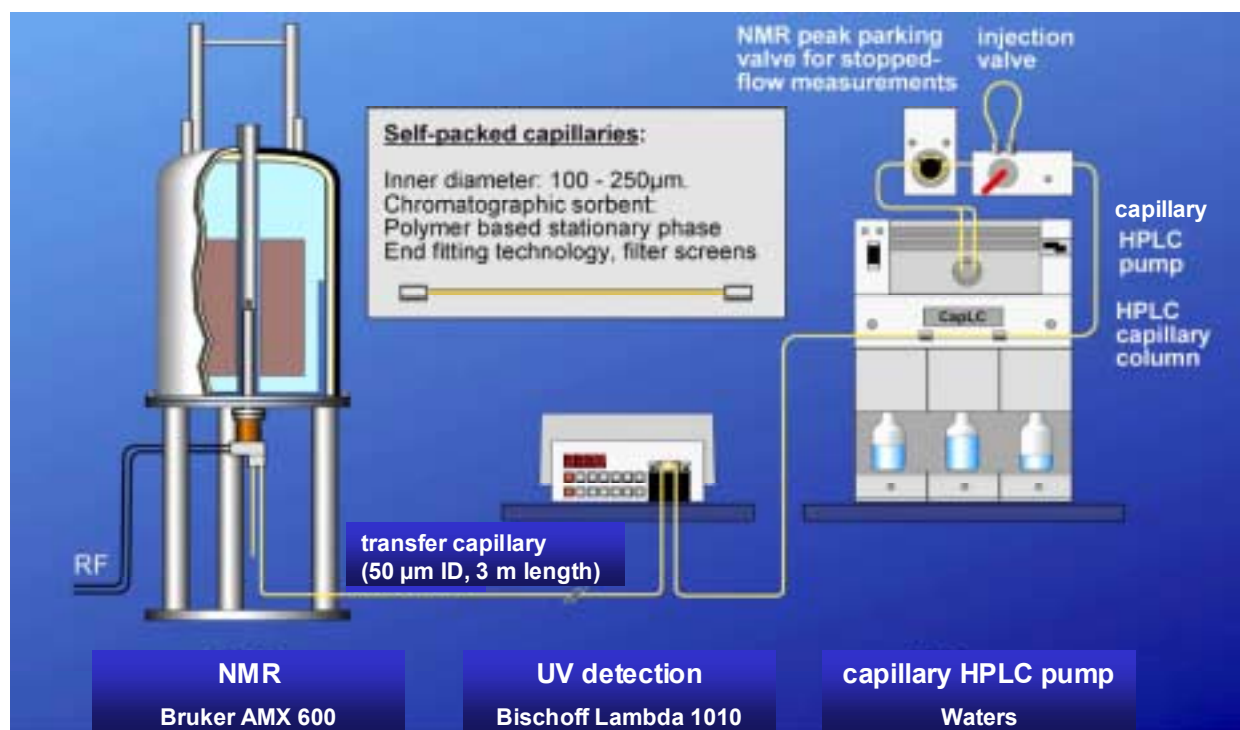 NMR peak parking
valve for stopped-
flow measurements
injection
valve
Self-packed capillaries:
Inner diameter: 100 - 250µm.
Chromatographic sorbent:
Polymer based stationary phase
End fitting technology, filter screens
capillary
HPLC
pump
CapLC
HPLC
capillary
column
transfer capillary
(50 µm ID, 3 m length)
RF
NMR
Bruker AMX 600
UV detection
Bischoff Lambda 1010
capillary HPLC pump
Waters